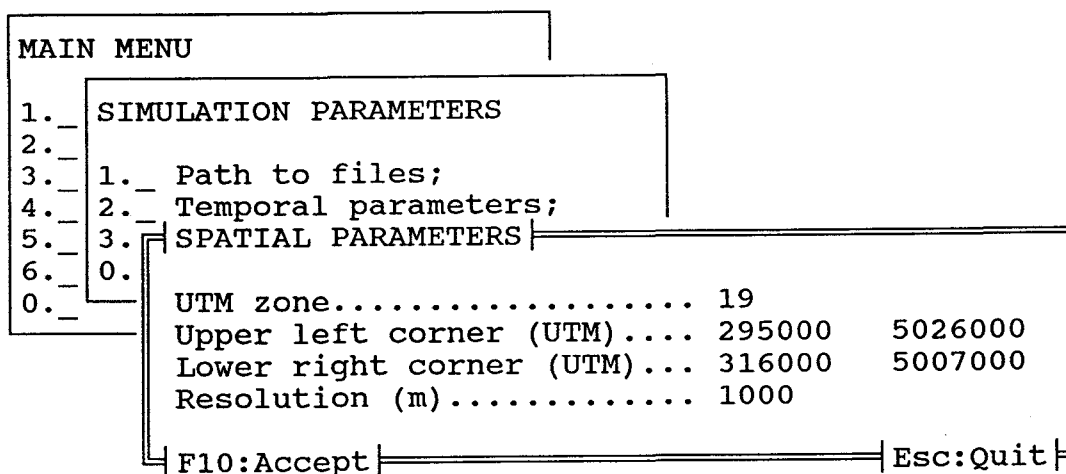 MAIN MENU
1._ SIMULATION PARAMETERS
2._
3._ 1._ Path to files;
4._ 2._ Temporal parameters;
5._ 3. SPATIAL PARAMETERS
6._ 0.
0._ UTM zone................... 19
Upper left corner (UTM).... 295000 5026000
Lower right corner (UTM)... 316000 5007000
Resolution (m)............. 1000
F10:Accept Esc:Quit